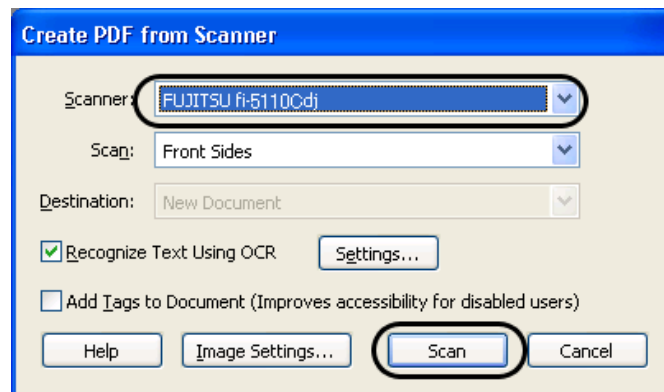 Create PDF from Scanner
Scanner: FUJITSU fi-5110Cdj
Scan: Front Sides
Destination: New Document
Recognize Text Using OCR Settings...
Add Tags to Document (Improves accessibility for disabled users)
Help Image Settings... Scan Cancel